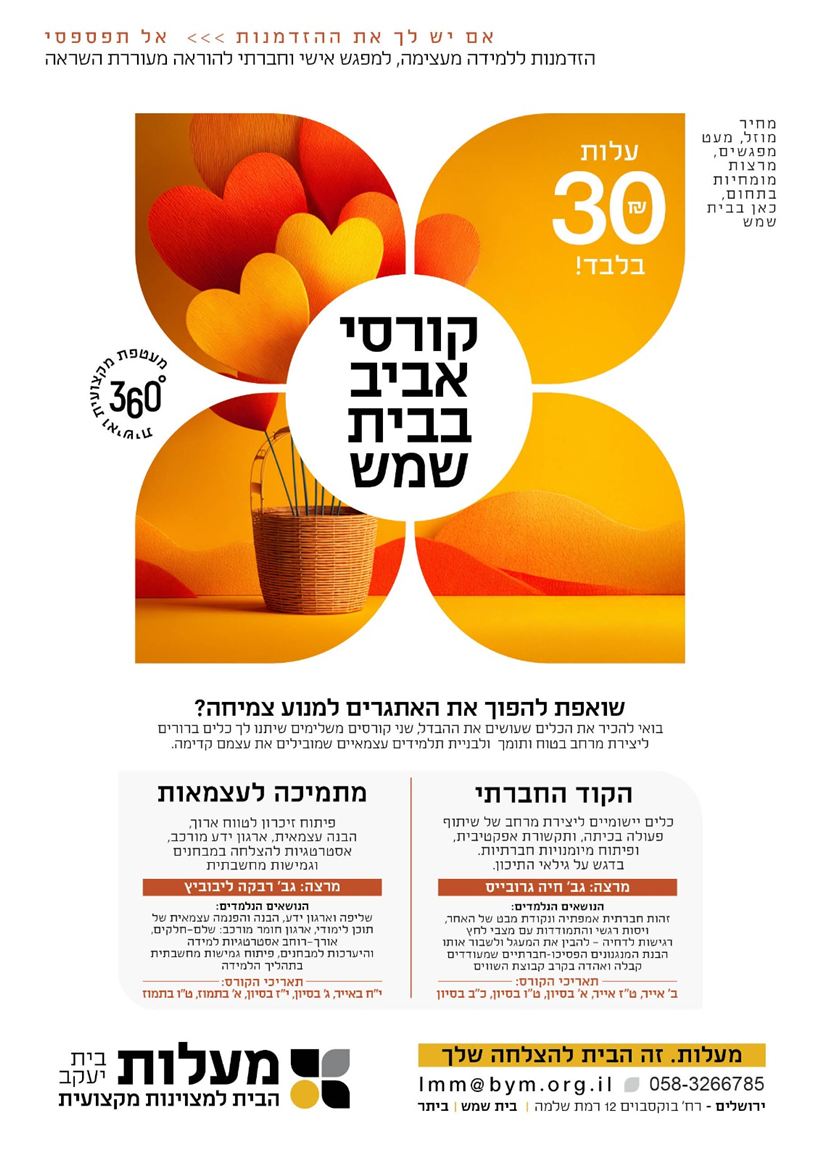 אם יש לך את ההזדמנות >>> אל תפספסי
הזדמנות ללמידה מעצימה, למפגש אישי וחברתי להוראה מעוררת השראה
מחיר
מוזל, מעט
מפגשים,
מרצות
מומחיות
בתחום,
כאן בבית
שמש
עלות
30 ₪
בלבד!
קורסי
אביב
בבית
שמש
מעטפת מקצועית ואישית
360°
שואפת להפוך את האתגרים למנוע צמיחה?
בואי להכיר את הכלים שעושים את ההבדל, שני קורסים משלימים שיתנו לך כלים ברורים
ליצירת מרחב בטוח ותומך ולבניית תלמידים עצמאיים שמובילים את עצמם קדימה.
הקוד החברתי
כלים יישומיים ליצירת מרחב של שיתוף
פעולה בכיתה, ותקשורת אפקטיבית,
ופיתוח מיומנויות חברתיות.
בדגש על גילאי התיכון.
מרצה: גב' חיה גרובייס
הנושאים הנלמדים:
זהות חברתית אמפתיה ונקודת מבט של האחר,
ויסות רגשי והתמודדות עם מצבי לחץ
רגישות לדחיה - להבין את המעגל ולשבור אותו
הבנת המנגנונים הפסיכו-חברתיים שמעודדים
קבלה ואהדה בקרב קבוצת השווים
תאריכי הקורס:
ב' אייר, ט"ז אייר, א' בסיון, ט"ו בסיון, כ"ב בסיון
מתמיכה לעצמאות
פיתוח זיכרון לטווח ארוך,
הבנה עצמאית, ארגון ידע מורכב,
אסטרטגיות להצלחה במבחנים
וגמישות מחשבתית
מרצה: גב' רבקה ליבוביץ
הנושאים הנלמדים:
שליפה וארגון ידע, הבנה והפנמה עצמאית של
תוכן לימודי, ארגון חומר מורכב: שלם-חלקים,
אורך-רוחב אסטרטגיות למידה
והיערכות למבחנים, פיתוח גמישות מחשבתית
בתהליך הלמידה
תאריכי הקורס:
י"ח באייר, ג' בסיון, י"ז בסיון, א' בתמוז, ט"ו בתמוז
מעלות. זה הבית להצלחה שלך
058-3266785 lmm@bym.org.il
ירושלים - רח' בוקסבוים 12 רמת שלמה | בית שמש | ביתר
מעלות
בית
יעקב
הבית למצוינות מקצועית